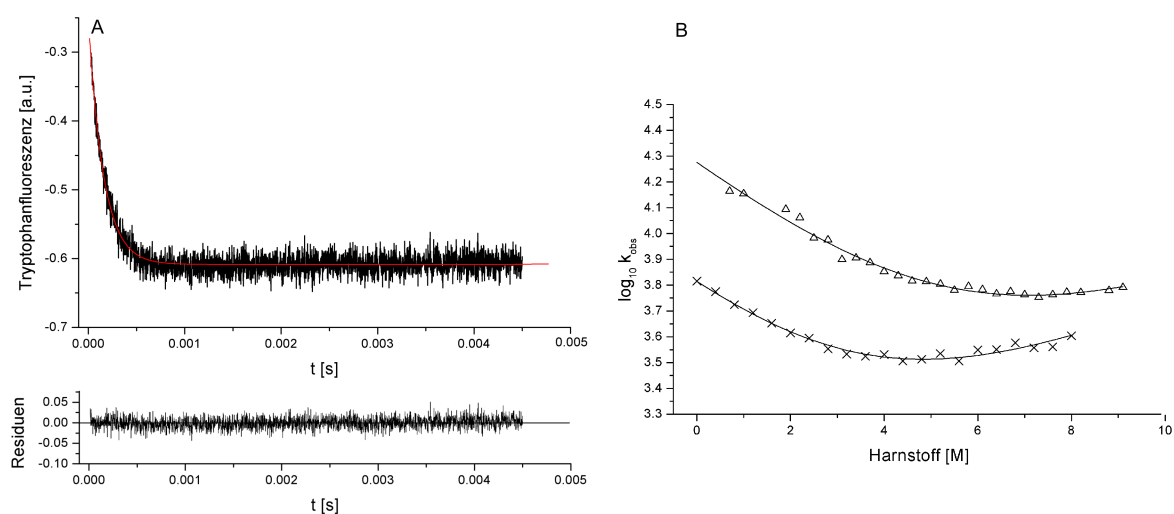 A
Tryptophanfluoreszenz [a.u.]
-0.3
-0.4
-0.5
-0.6
-0.7
0.000 0.001 0.002 0.003 0.004 0.005
t [s]
Residuen
0.05
0.00
-0.05
-0.10
0.000 0.001 0.002 0.003 0.004 0.005
t [s]
B
log10 kobs
4.5
4.4
4.3
4.2
4.1
4.0
3.9
3.8
3.7
3.6
3.5
3.4
3.3
0 2 4 6 8 10
Harnstoff [M]